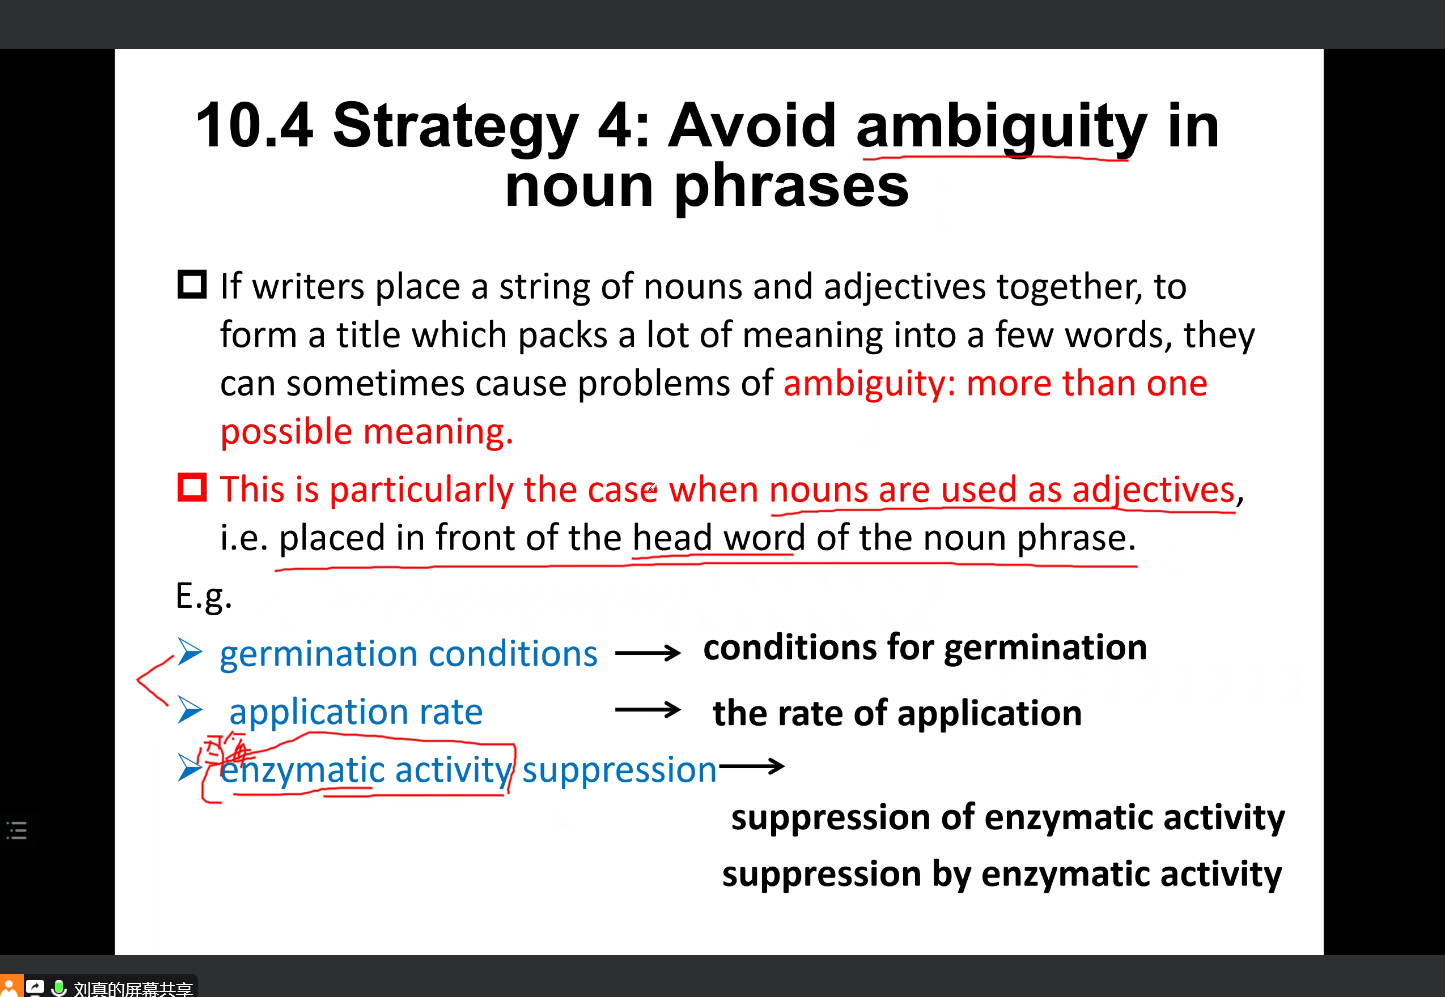 10.4 Strategy 4: Avoid ambiguity in
noun phrases
If writers place a string of nouns and adjectives together, to
form a title which packs a lot of meaning into a few words, they
can sometimes cause problems of ambiguity: more than one
possible meaning.
This is particularly the case when nouns are used as adjectives,
i.e. placed in front of the head word of the noun phrase.
E.g.
germination conditions → conditions for germination
application rate → the rate of application
enzymatic activity suppression →
suppression of enzymatic activity
suppression by enzymatic activity
刘真的屏幕共享